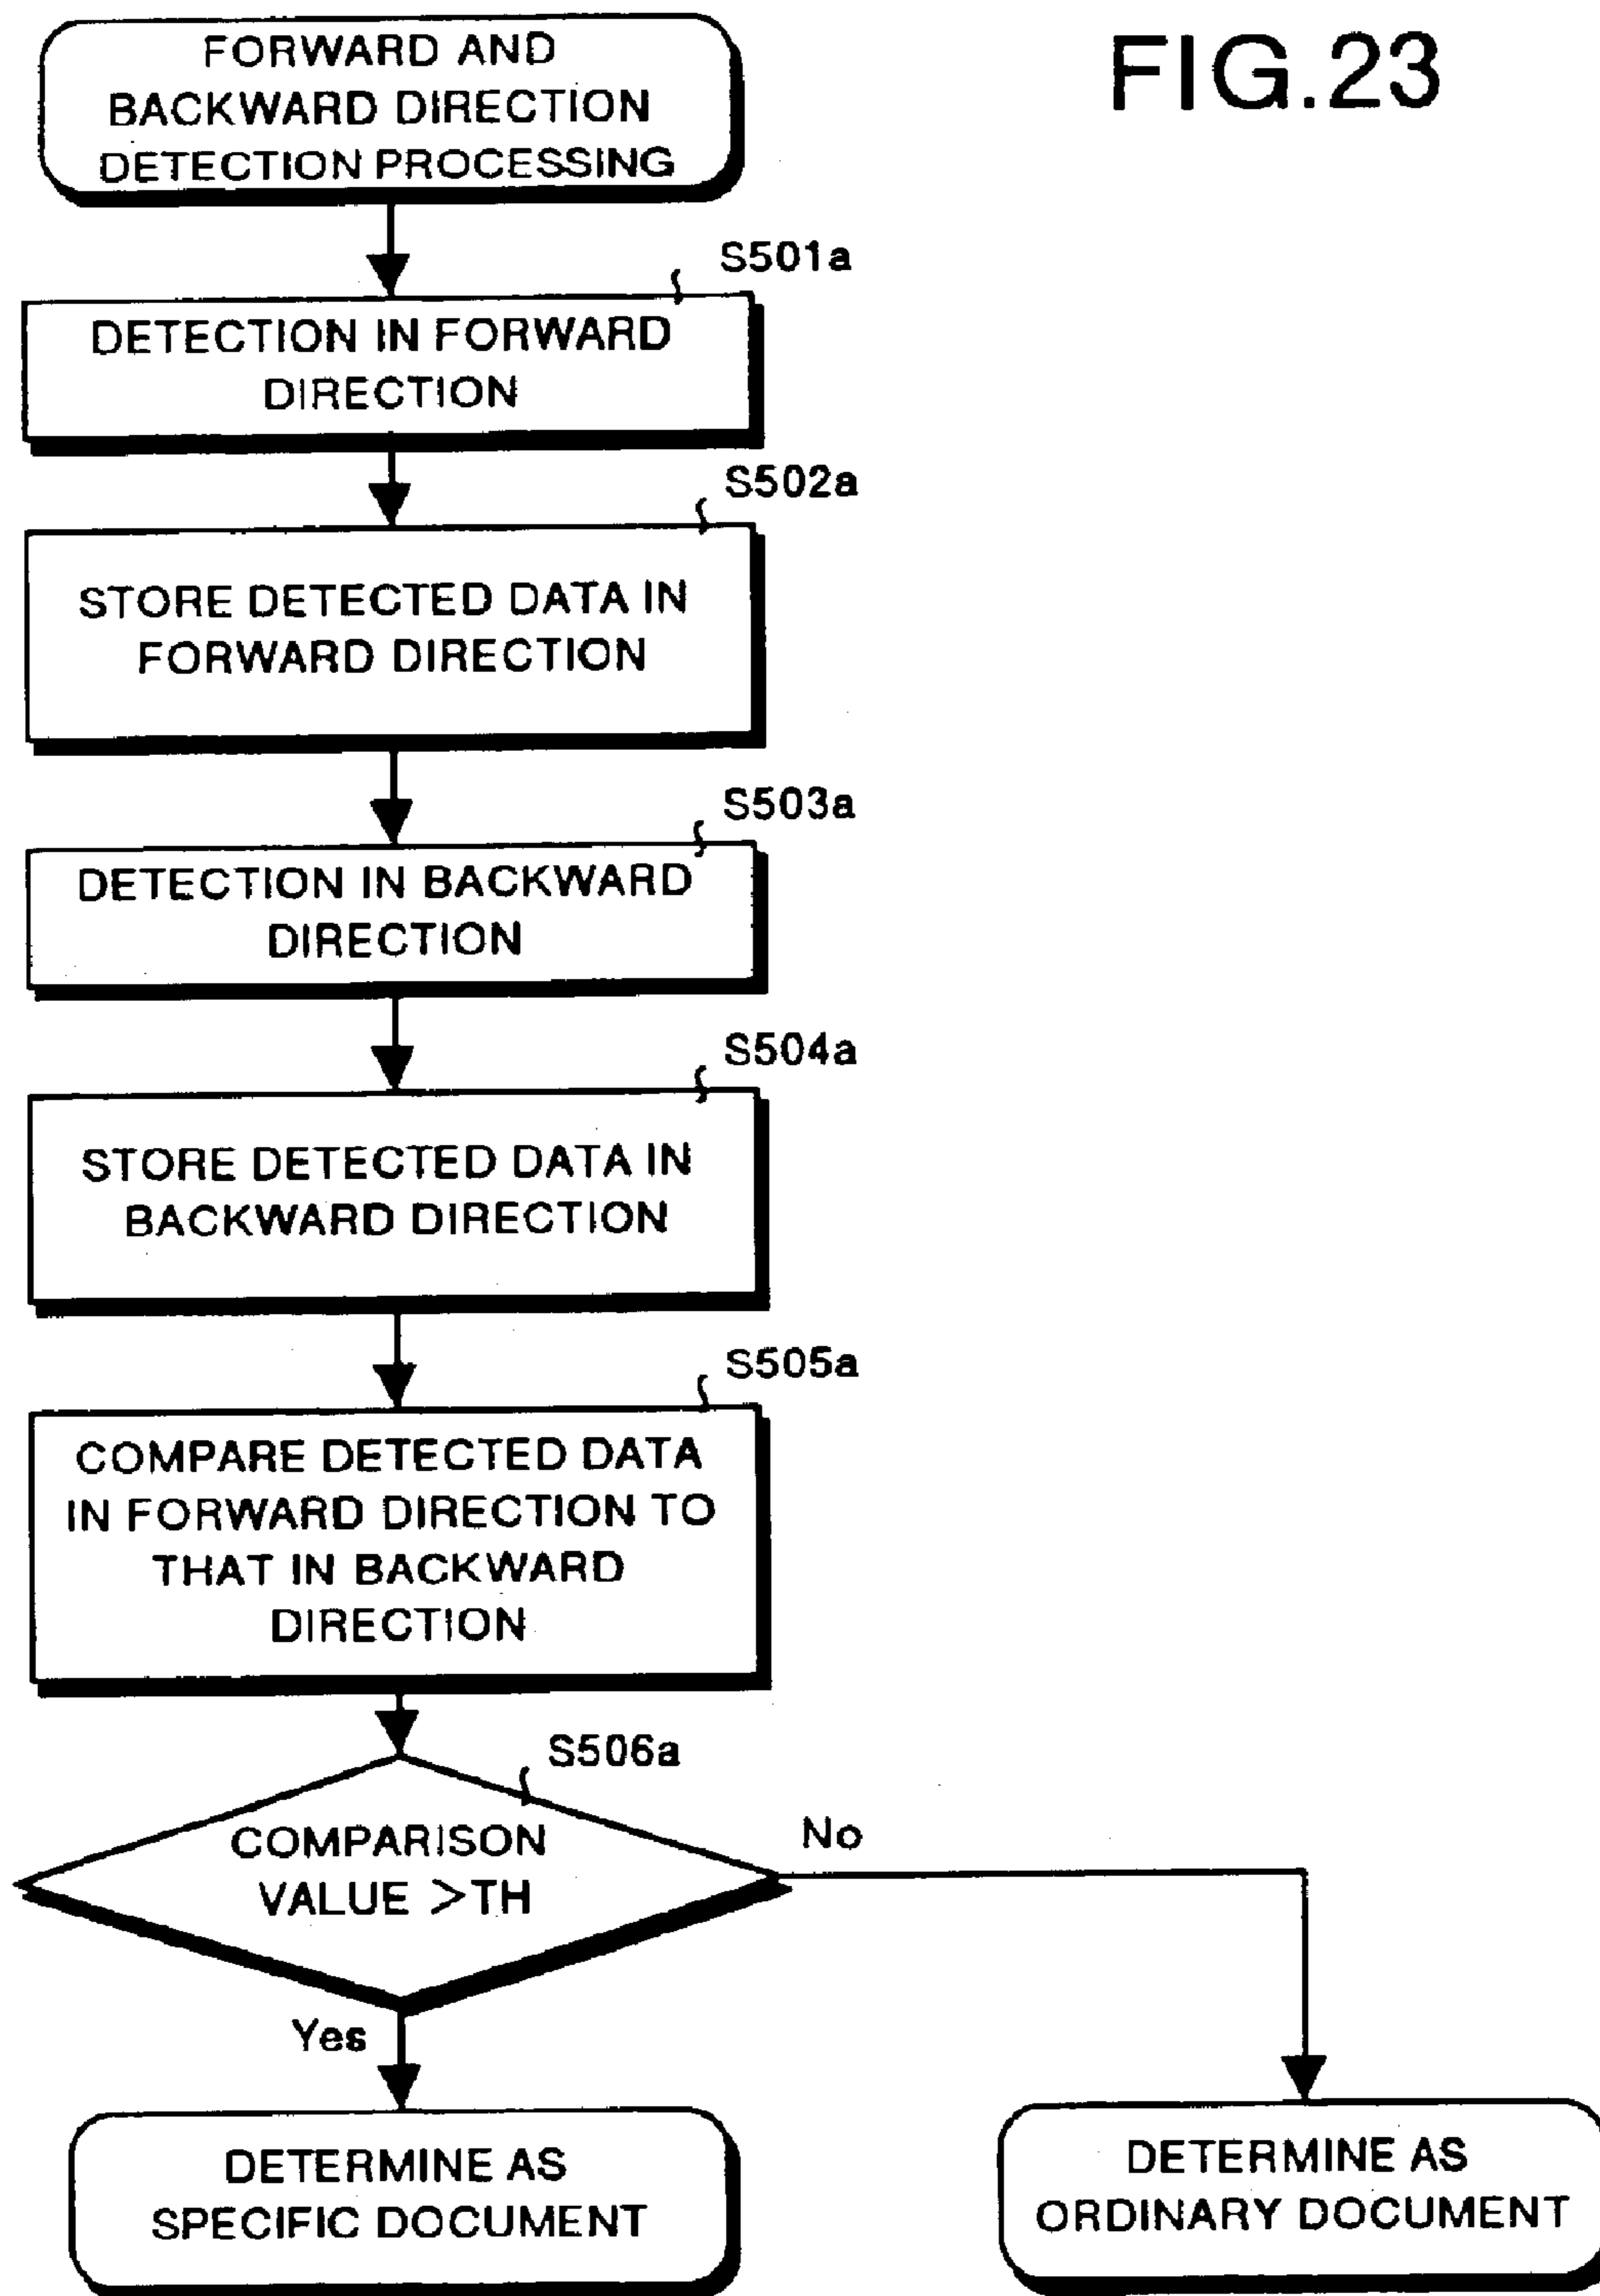 FIG.23
FORWARD AND
BACKWARD DIRECTION
DETECTION PROCESSING
S501a
DETECTION IN FORWARD
DIRECTION
S502a
STORE DETECTED DATA IN
FORWARD DIRECTION
S503a
DETECTION IN BACKWARD
DIRECTION
S504a
STORE DETECTED DATA IN
BACKWARD DIRECTION
S505a
COMPARE DETECTED DATA
IN FORWARD DIRECTION TO
THAT IN BACKWARD
DIRECTION
S506a
COMPARISON
VALUE >TH
No
Yes
DETERMINE AS
SPECIFIC DOCUMENT
DETERMINE AS
ORDINARY DOCUMENT